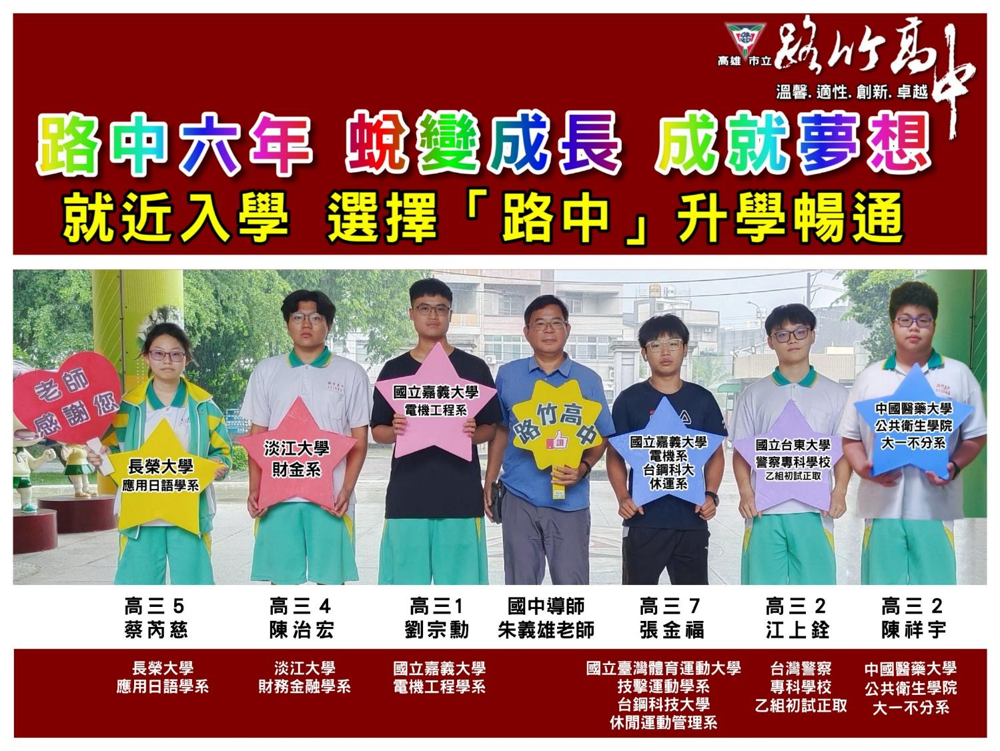 高雄市立 路竹高中
溫馨.適性.創新.卓越
路中六年 蛻變成長 成就夢想
就近入學 選擇「路中」升學暢通
老師
感謝您
長榮大學
應用日語學系
淡江大學
財金系
國立嘉義大學
電機工程系
路竹高中
讚
國立嘉義大學
電機系
台鋼科大
休運系
國立台東大學
警察專科學校
乙組初試正取
中國醫藥大學
公共衛生學院
大一不分系
高三5
蔡芮慈
高三4
陳治宏
高三1
劉宗勳
國中導師
朱義雄老師
高三7
張金福
高三2
江上銓
高三2
陳祥宇
長榮大學
應用日語學系
淡江大學
財務金融學系
國立嘉義大學
電機工程學系
國立臺灣體育運動大學
技擊運動學系
台鋼科技大學
休閒運動管理系
台灣警察
專科學校
乙組初試正取
中國醫藥大學
公共衛生學院
大一不分系